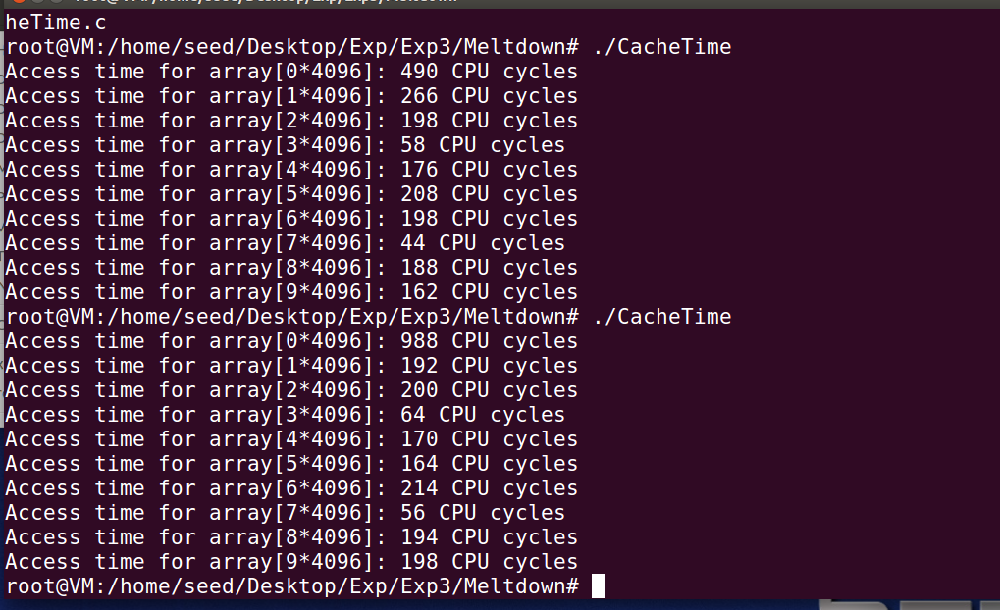 heTime.c
root@VM:/home/seed/Desktop/Exp/Exp3/Meltdown# ./CacheTime
Access time for array[0*4096]: 490 CPU cycles
Access time for array[1*4096]: 266 CPU cycles
Access time for array[2*4096]: 198 CPU cycles
Access time for array[3*4096]: 58 CPU cycles
Access time for array[4*4096]: 176 CPU cycles
Access time for array[5*4096]: 208 CPU cycles
Access time for array[6*4096]: 198 CPU cycles
Access time for array[7*4096]: 44 CPU cycles
Access time for array[8*4096]: 188 CPU cycles
Access time for array[9*4096]: 162 CPU cycles
root@VM:/home/seed/Desktop/Exp/Exp3/Meltdown# ./CacheTime
Access time for array[0*4096]: 988 CPU cycles
Access time for array[1*4096]: 192 CPU cycles
Access time for array[2*4096]: 200 CPU cycles
Access time for array[3*4096]: 64 CPU cycles
Access time for array[4*4096]: 170 CPU cycles
Access time for array[5*4096]: 164 CPU cycles
Access time for array[6*4096]: 214 CPU cycles
Access time for array[7*4096]: 56 CPU cycles
Access time for array[8*4096]: 194 CPU cycles
Access time for array[9*4096]: 198 CPU cycles
root@VM:/home/seed/Desktop/Exp/Exp3/Meltdown#